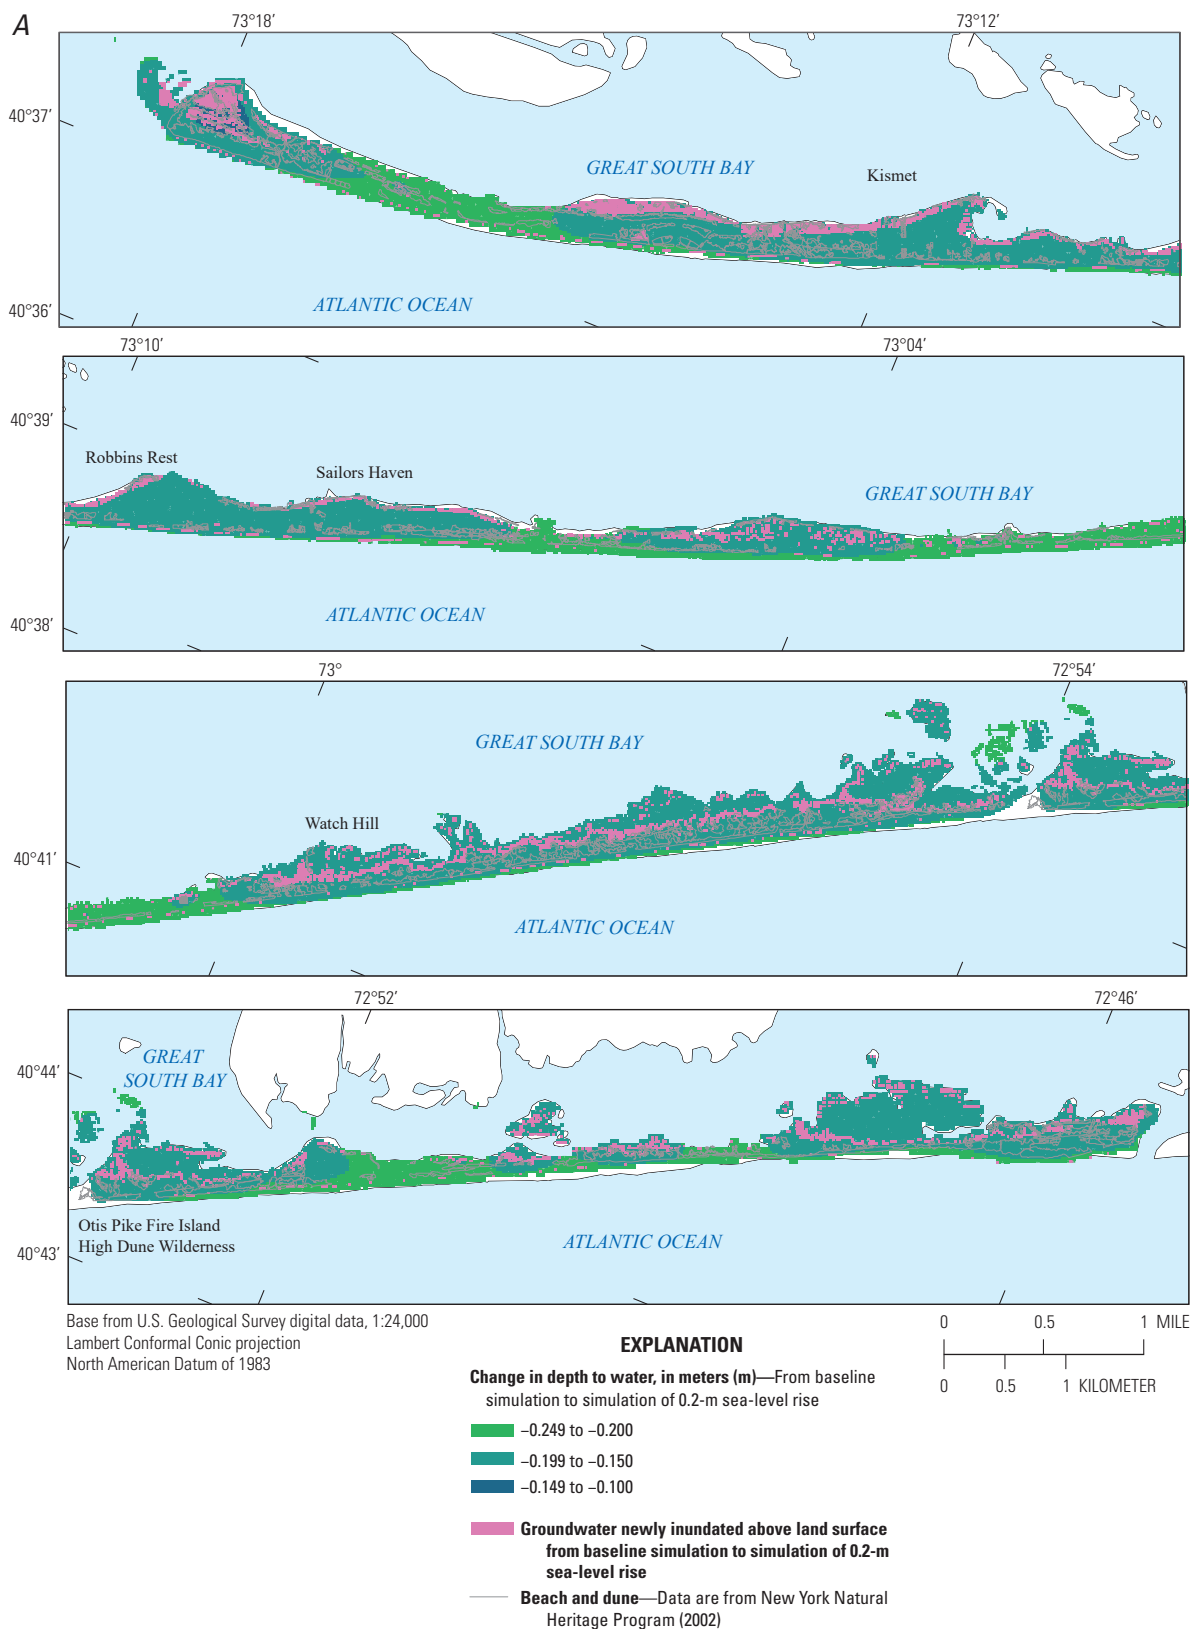 A
73°18′
73°12′
40°37′
GREAT SOUTH BAY
Kismet
40°36′
ATLANTIC OCEAN
73°10′
73°04′
40°39′
Robbins Rest
Sailors Haven
GREAT SOUTH BAY
ATLANTIC OCEAN
40°38′
73°
72°54′
GREAT SOUTH BAY
Watch Hill
40°41′
ATLANTIC OCEAN
72°52′
72°46′
GREAT
SOUTH BAY
40°44′
Otis Pike Fire Island
High Dune Wilderness
ATLANTIC OCEAN
40°43′
Base from U.S. Geological Survey digital data, 1:24,000
Lambert Conformal Conic projection
North American Datum of 1983
0 0.5 1 MILE
0 0.5 1 KILOMETER
EXPLANATION
Change in depth to water, in meters (m)—From baseline
simulation to simulation of 0.2-m sea-level rise
−0.249 to −0.200
−0.199 to −0.150
−0.149 to −0.100
Groundwater newly inundated above land surface
from baseline simulation to simulation of 0.2-m
sea-level rise
Beach and dune—Data are from New York Natural
Heritage Program (2002)